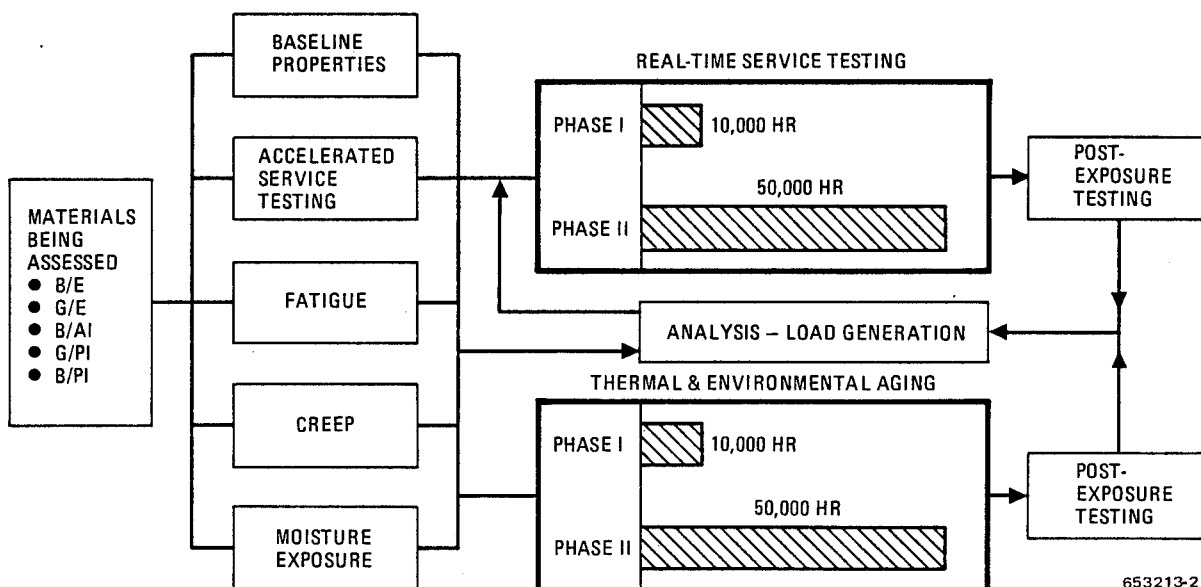 MATERIALS
BEING
ASSESSED
● B/E
● G/E
● B/AI
● G/PI
● B/PI
BASELINE
PROPERTIES
ACCELERATED
SERVICE
TESTING
FATIGUE
CREEP
MOISTURE
EXPOSURE
REAL-TIME SERVICE TESTING
PHASE I
10,000 HR
50,000 HR
PHASE II
ANALYSIS – LOAD GENERATION
THERMAL & ENVIRONMENTAL AGING
PHASE I
10,000 HR
50,000 HR
PHASE II
POST-
EXPOSURE
TESTING
POST-
EXPOSURE
TESTING
653213-2